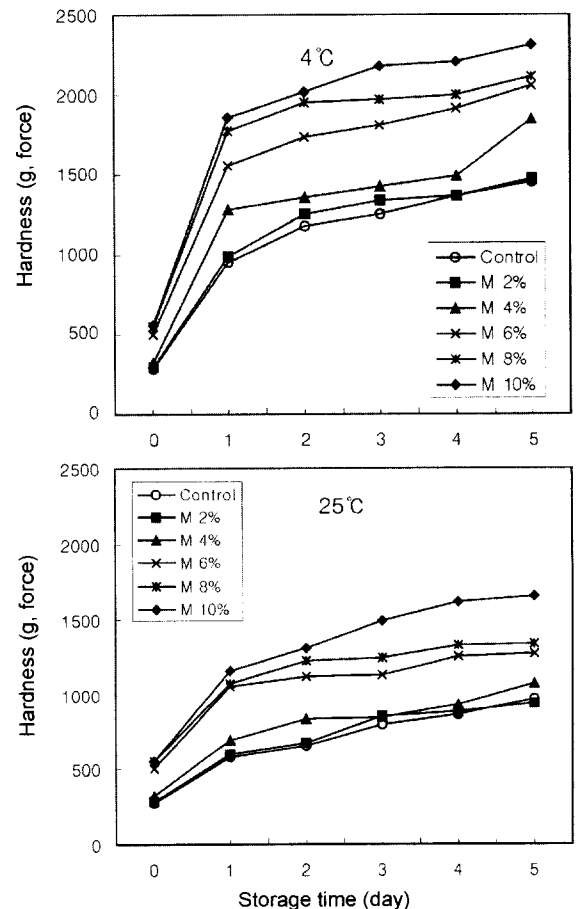 2500
2000
1500
1000
500
0
Hardness (g, force)
4℃
Control
M 2%
M 4%
M 6%
M 8%
M 10%
0 1 2 3 4 5
2500
2000
1500
1000
500
0
Hardness (g, force)
Control
M 2%
M 4%
M 6%
M 8%
M 10%
25℃
0 1 2 3 4 5
Storage time (day)